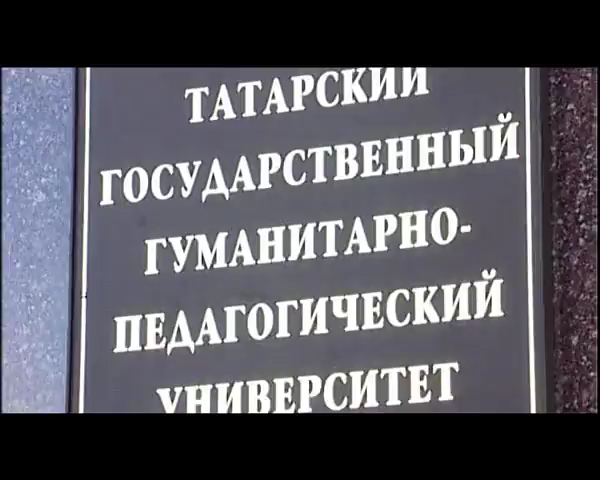 ТАТАРСКИЙ
ГОСУДАРСТВЕННЫЙ
ГУМАНИТАРНО-
ПЕДАГОГИЧЕСКИЙ
УНИВЕРСИТЕТ